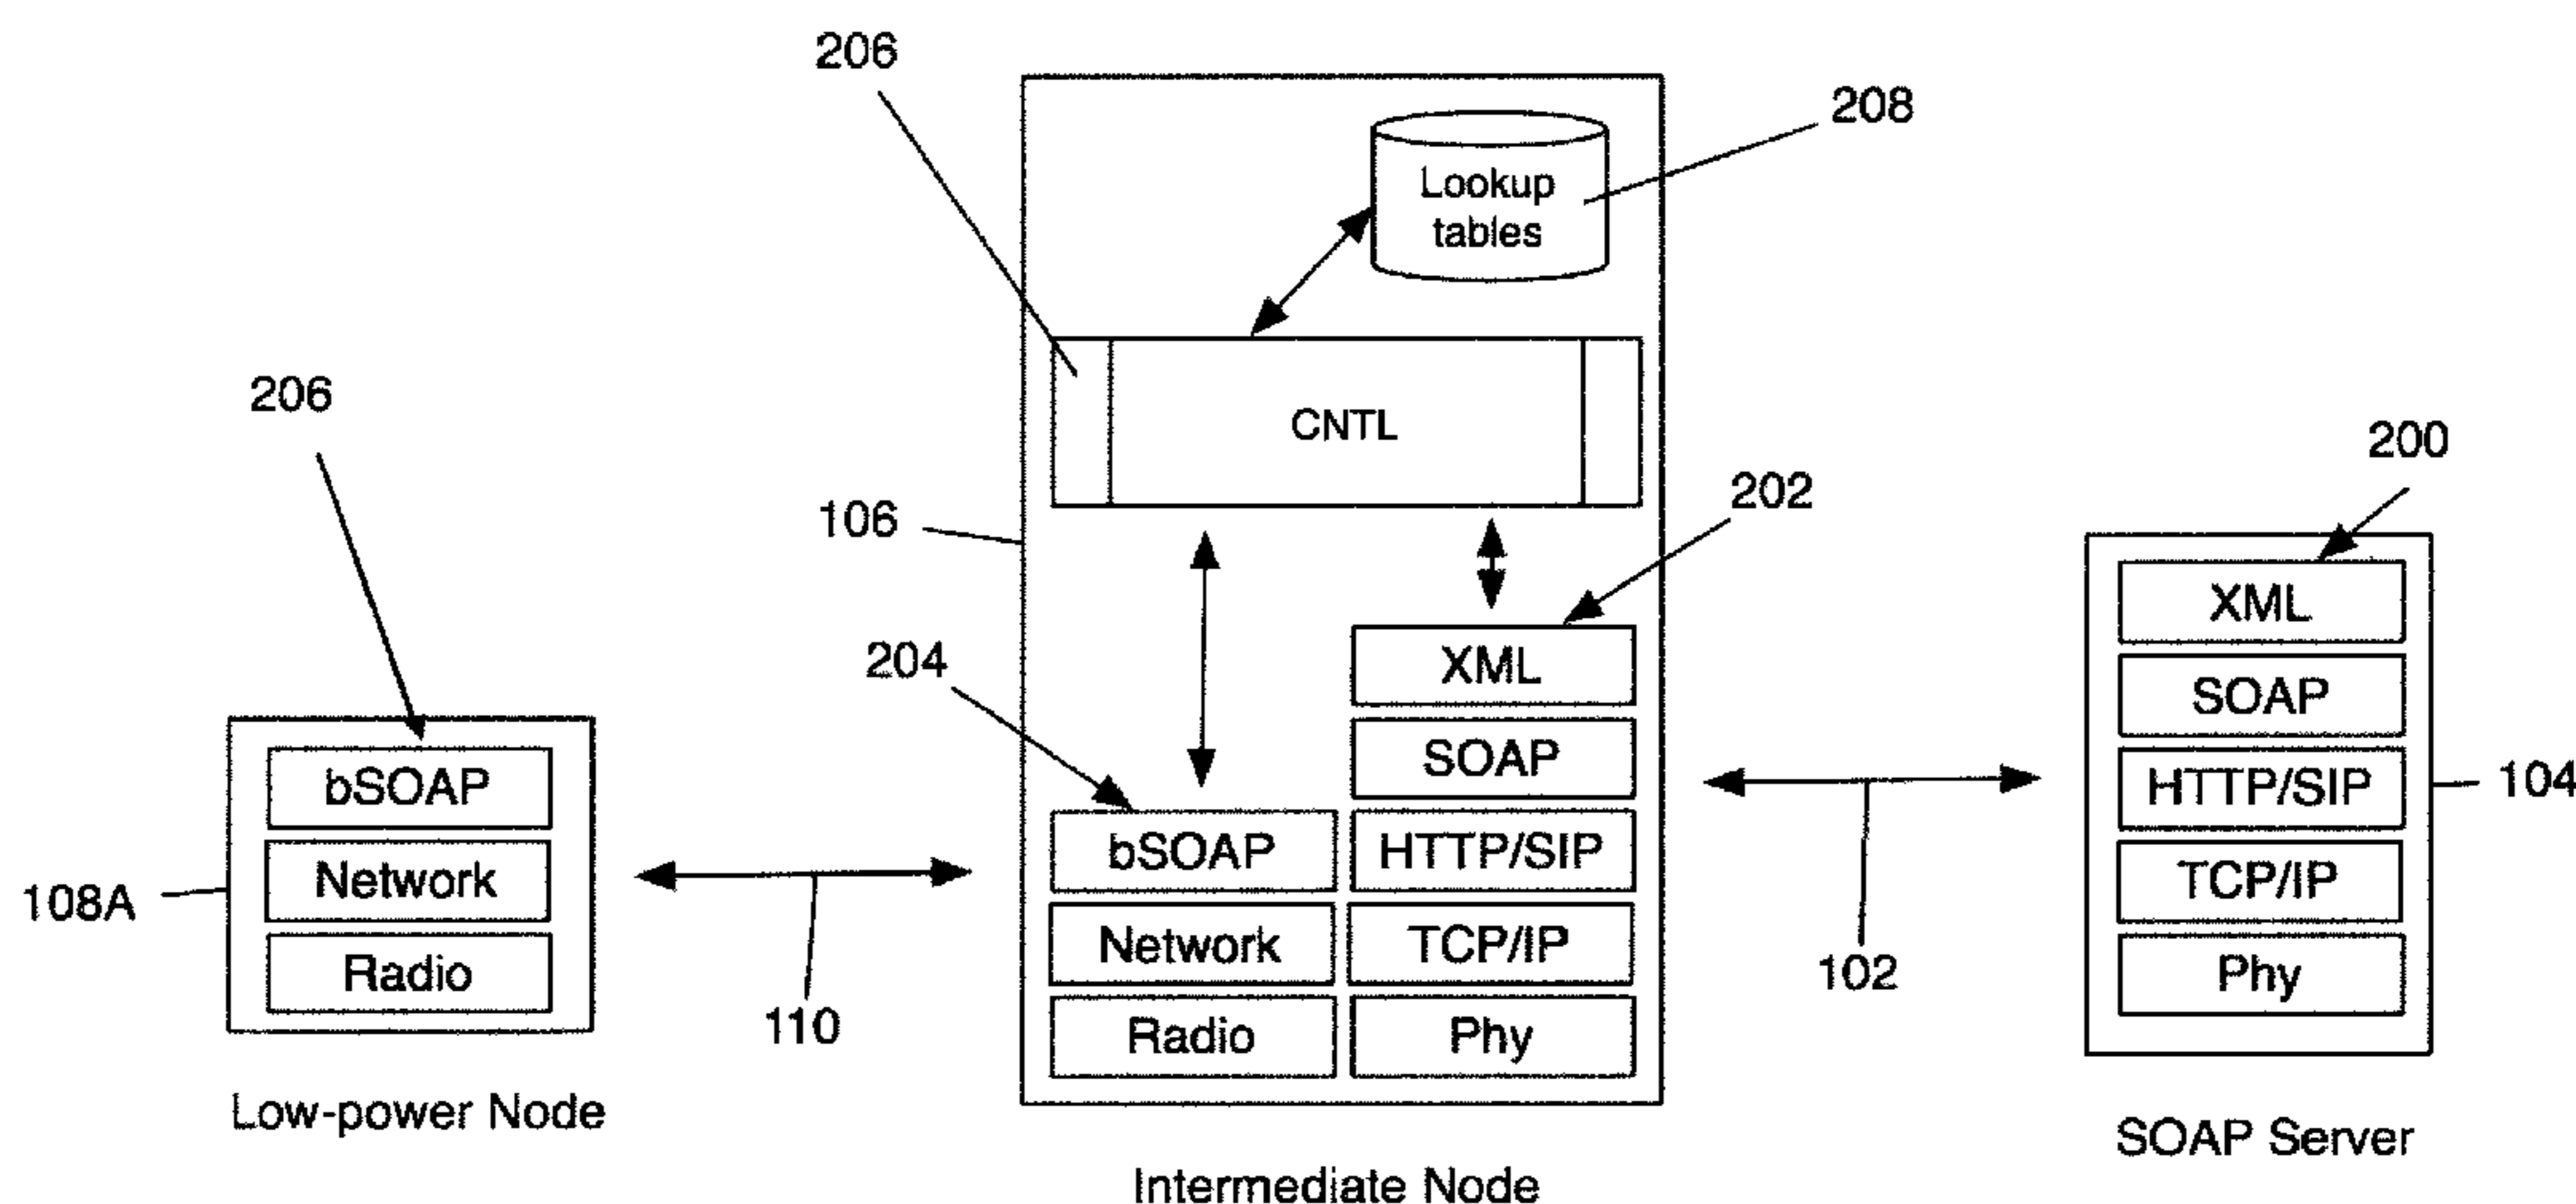 206
208
Lookup
tables
206
CNTL
200
202
106
XML
XML
204
SOAP
SOAP
bSOAP
HTTP/SIP
104
bSOAP
HTTP/SIP
Network
108A
TCP/IP
Network
TCP/IP
102
Radio
Phy
110
Radio
Phy
Low-power Node
SOAP Server
Intermediate Node